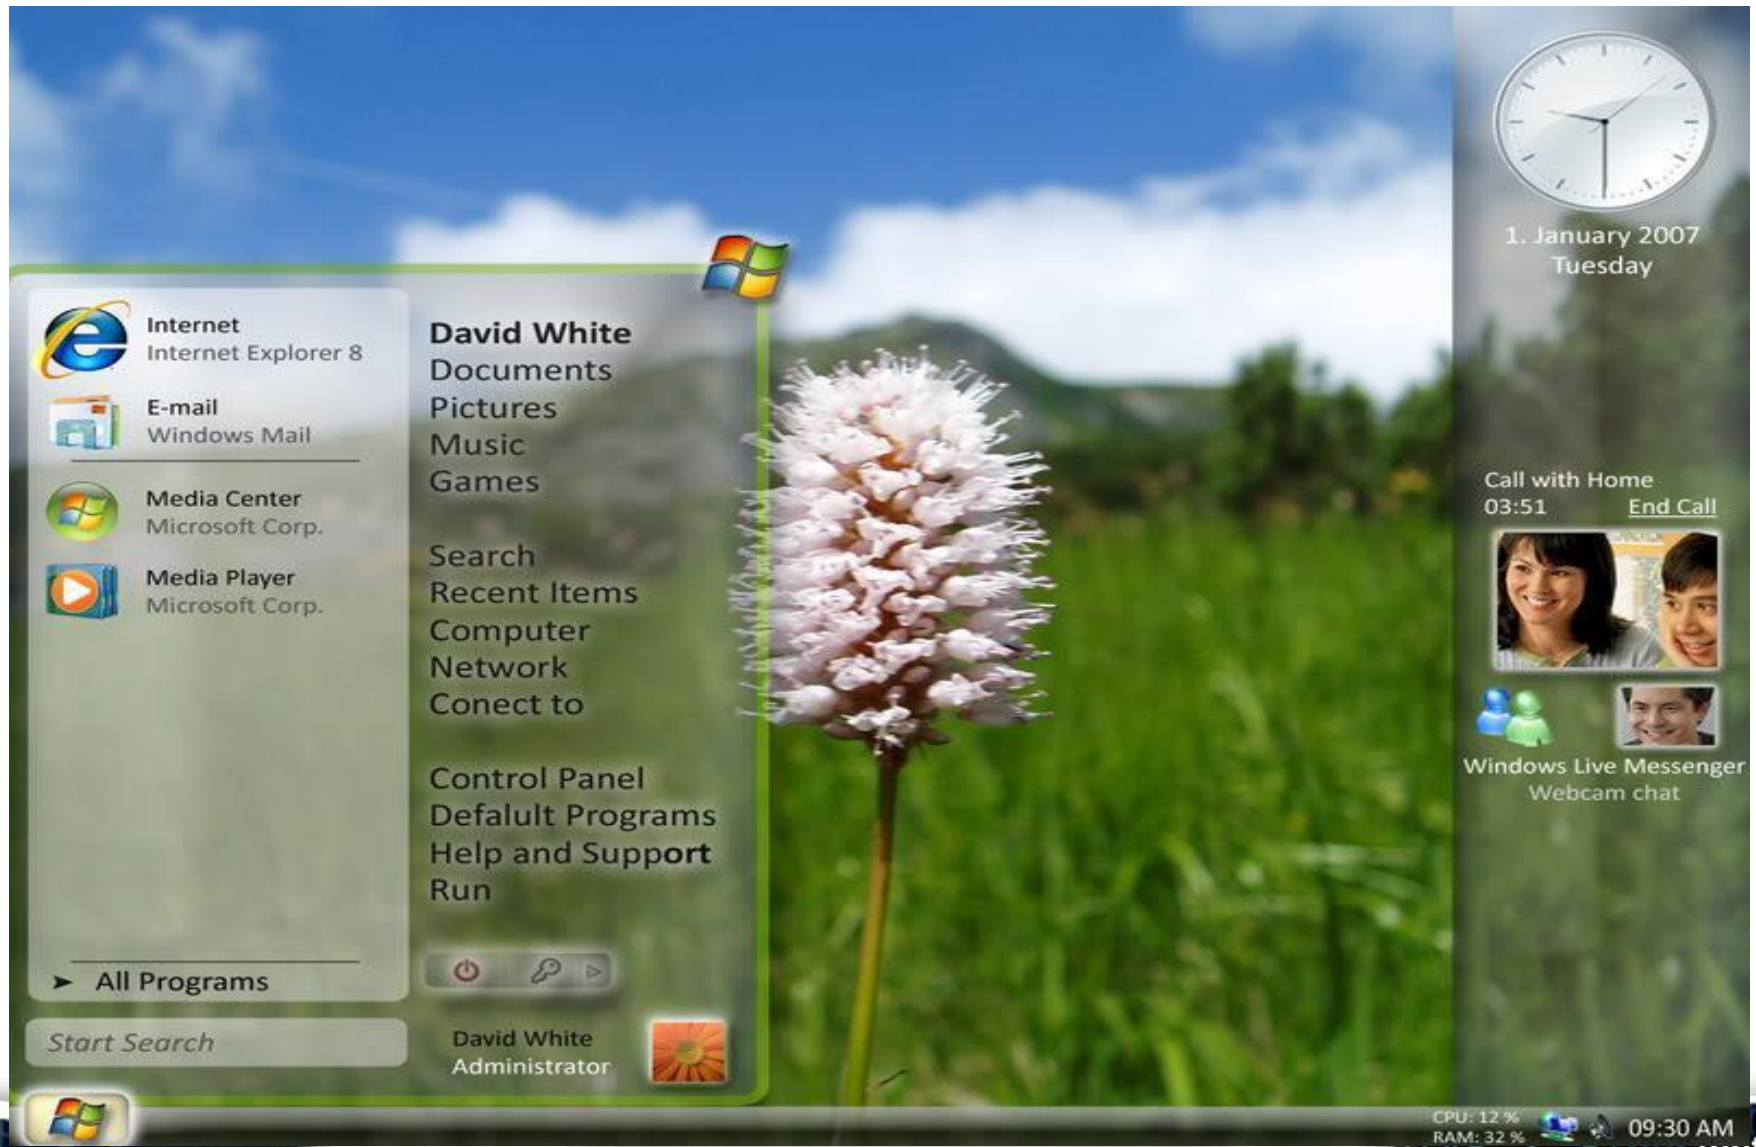 Internet
Internet Explorer 8
E-mail
Windows Mail
Media Center
Microsoft Corp.
Media Player
Microsoft Corp.
All Programs
Start Search
David White
Documents
Pictures
Music
Games
Search
Recent Items
Computer
Network
Conect to
Control Panel
Defalult Programs
Help and Support
Run
David White
Administrator
1. January 2007
Tuesday
Call with Home
03:51 End Call
Windows Live Messenger
Webcam chat
CPU: 12 %
RAM: 32 %
09:30 AM